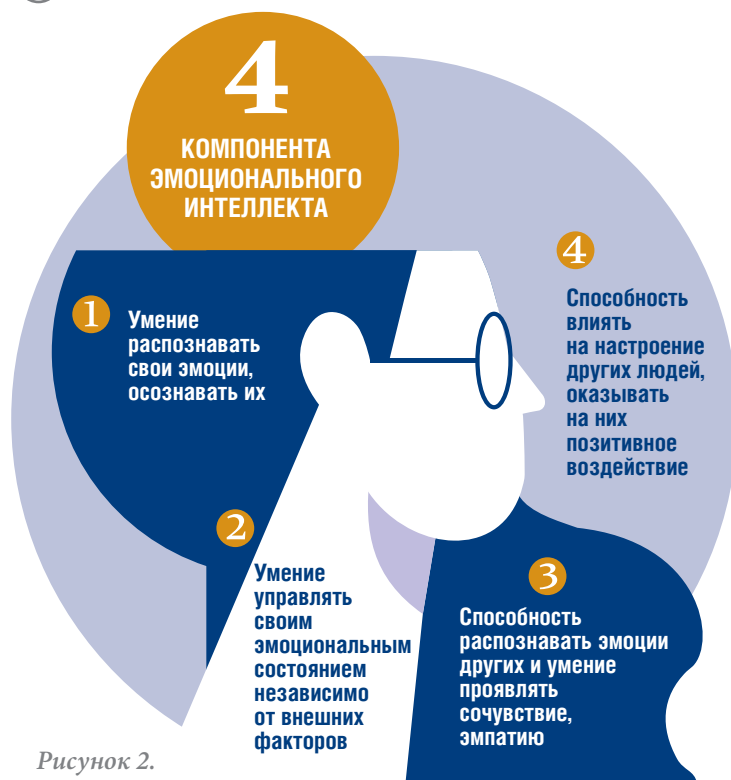 4
КОМПОНЕНТА
ЭМОЦИОНАЛЬНОГО
ИНТЕЛЛЕКТА
1
Умение
распознавать
свои эмоции,
осознавать их
2
Умение
управлять
своим
эмоциональным
состоянием
независимо
от внешних
факторов
3
Способность
распознавать эмоции
других и умение
проявлять
сочувствие,
эмпатию
4
Способность
влиять
на настроение
других людей,
оказывать
на них
позитивное
воздействие
Рисунок 2.